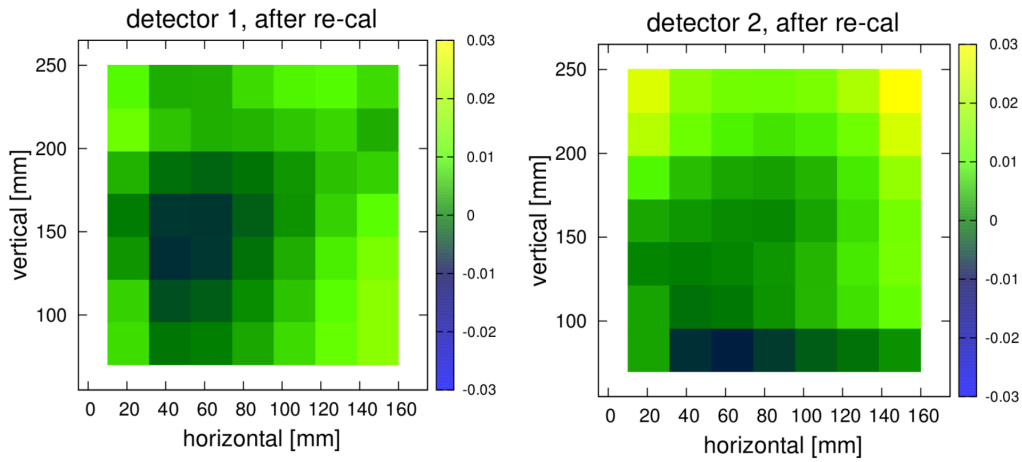 detector 1, after re-cal
250
200
150
100
vertical [mm]
0 20 40 60 80 100 120 140 160
horizontal [mm]
0.03
0.02
0.01
0
-0.01
-0.02
-0.03
detector 2, after re-cal
250
200
150
100
vertical [mm]
0 20 40 60 80 100 120 140 160
horizontal [mm]
0.03
0.02
0.01
0
-0.01
-0.02
-0.03